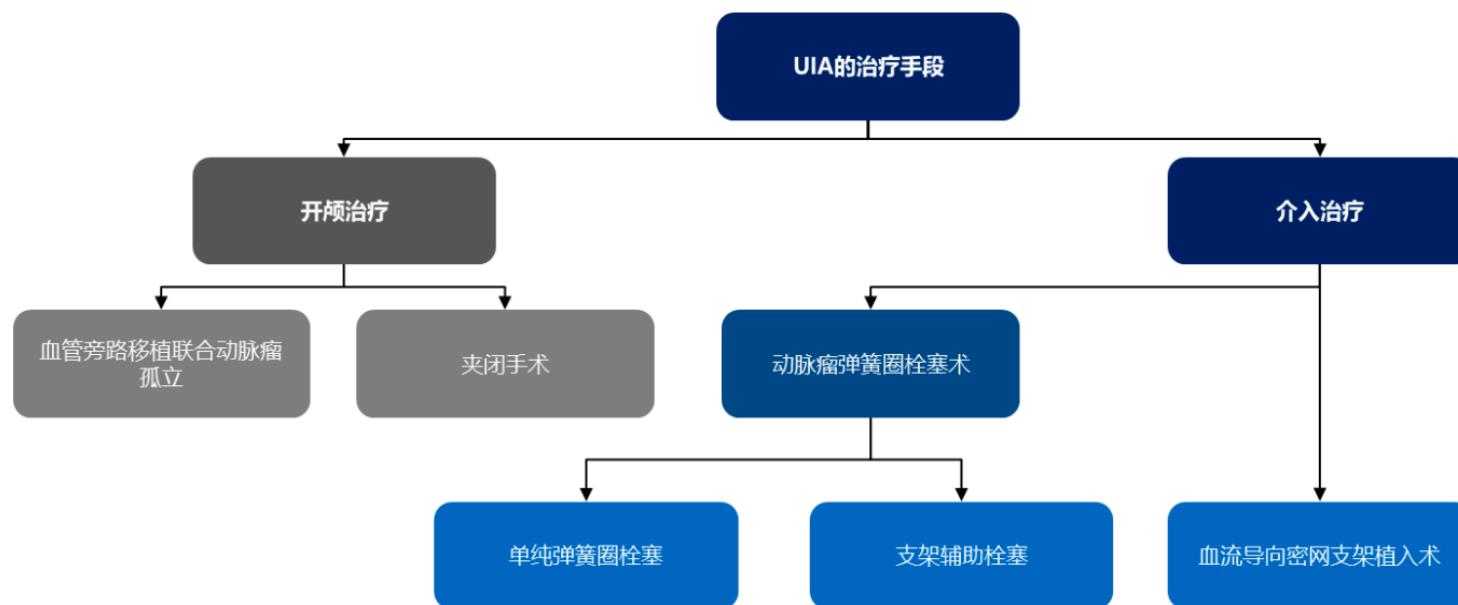 UIA的治疗手段
开颅治疗
介入治疗
血管旁路移植联合动脉瘤
孤立
夹闭手术
动脉瘤弹簧圈栓塞术
单纯弹簧圈栓塞
支架辅助栓塞
血流导向密网支架植入术